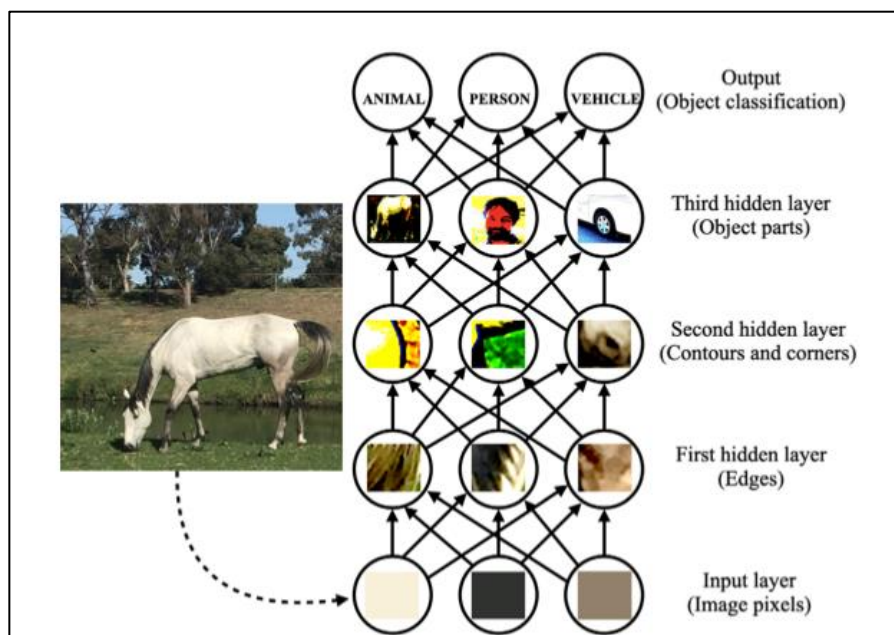 ANIMAL PERSON VEHICLE
Output
(Object classification)
Third hidden layer
(Object parts)
Second hidden layer
(Contours and corners)
First hidden layer
(Edges)
Input layer
(Image pixels)